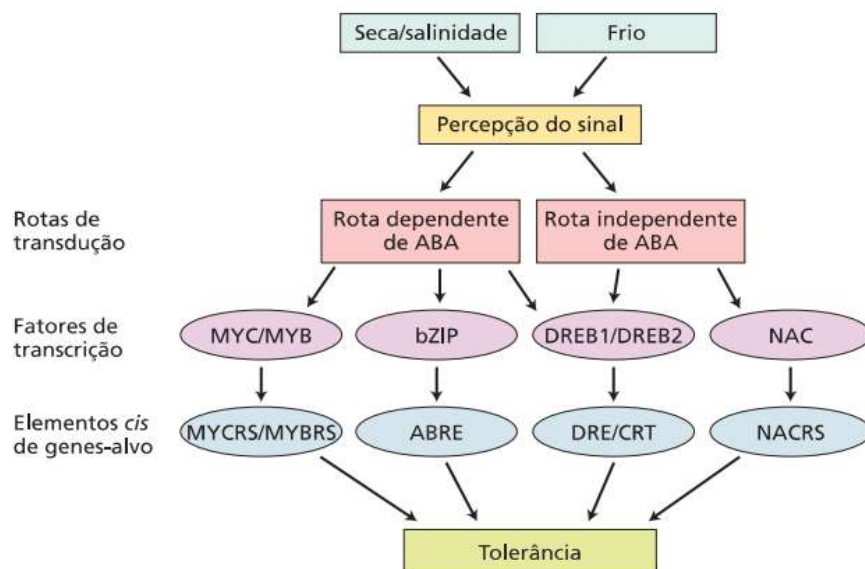 Seca/salinidade
Frio
Percepção do sinal
Rotas de
transdução
Rota dependente
de ABA
Rota independente
de ABA
Fatores de
transcrição
MYC/MYB
bZIP
DREB1/DREB2
NAC
Elementos cis
de genes-alvo
MYCRS/MYBRS
ABRE
DRE/CRT
NACRS
Tolerância